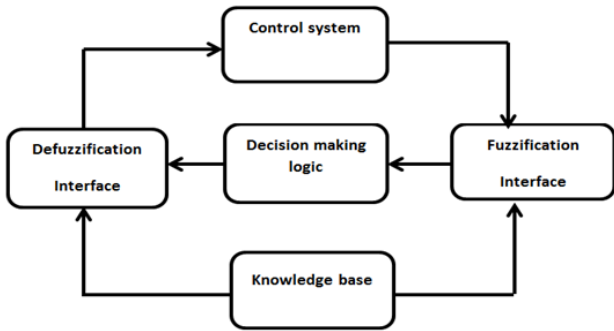 Control system
Defuzzification
Interface
Decision making
logic
Fuzzification
Interface
Knowledge base